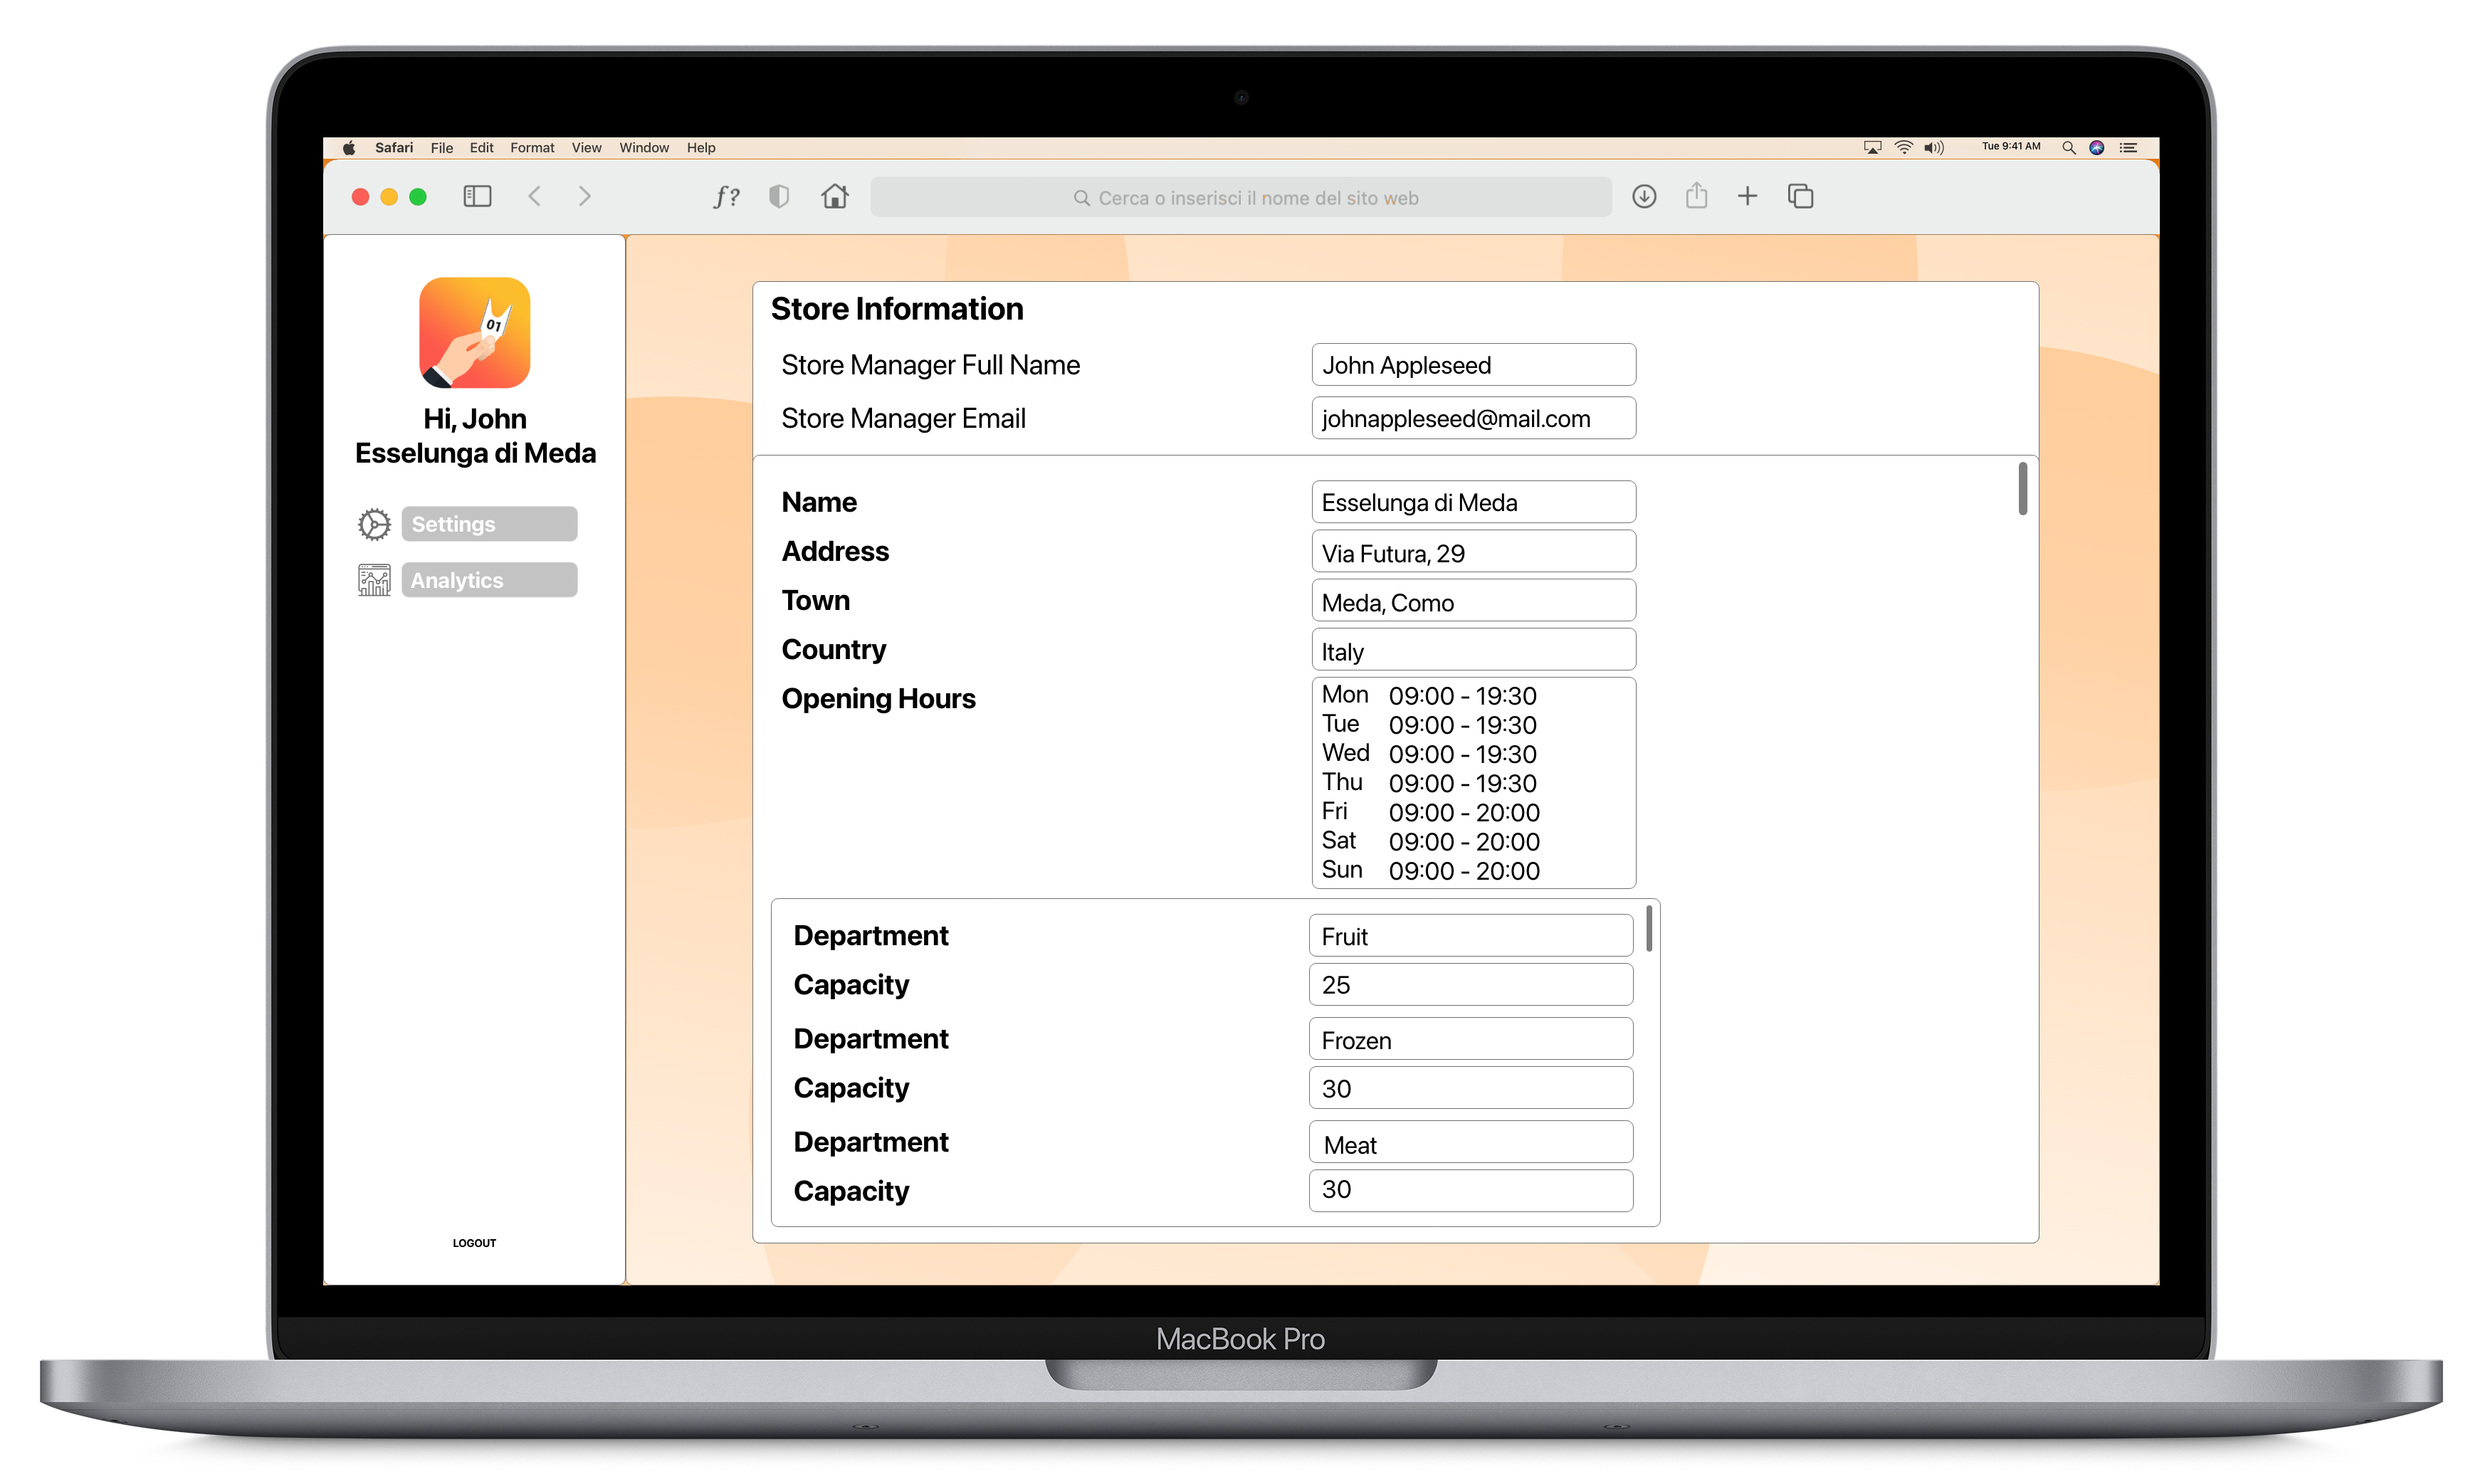 Safari File Edit Format View Window Help Tue 9:41 AM
ƒ? Cerca o inserisci il nome del sito web
01
Hi, John
Esselunga di Meda
Settings
Analytics
LOGOUT
Store Information
Store Manager Full Name John Appleseed
Store Manager Email johnappleseed@mail.com
Name Esselunga di Meda
Address Via Futura, 29
Town Meda, Como
Country Italy
Opening Hours Mon 09:00 - 19:30
Tue 09:00 - 19:30
Wed 09:00 - 19:30
Thu 09:00 - 19:30
Fri 09:00 - 20:00
Sat 09:00 - 20:00
Sun 09:00 - 20:00
Department Fruit
Capacity 25
Department Frozen
Capacity 30
Department Meat
Capacity 30
MacBook Pro